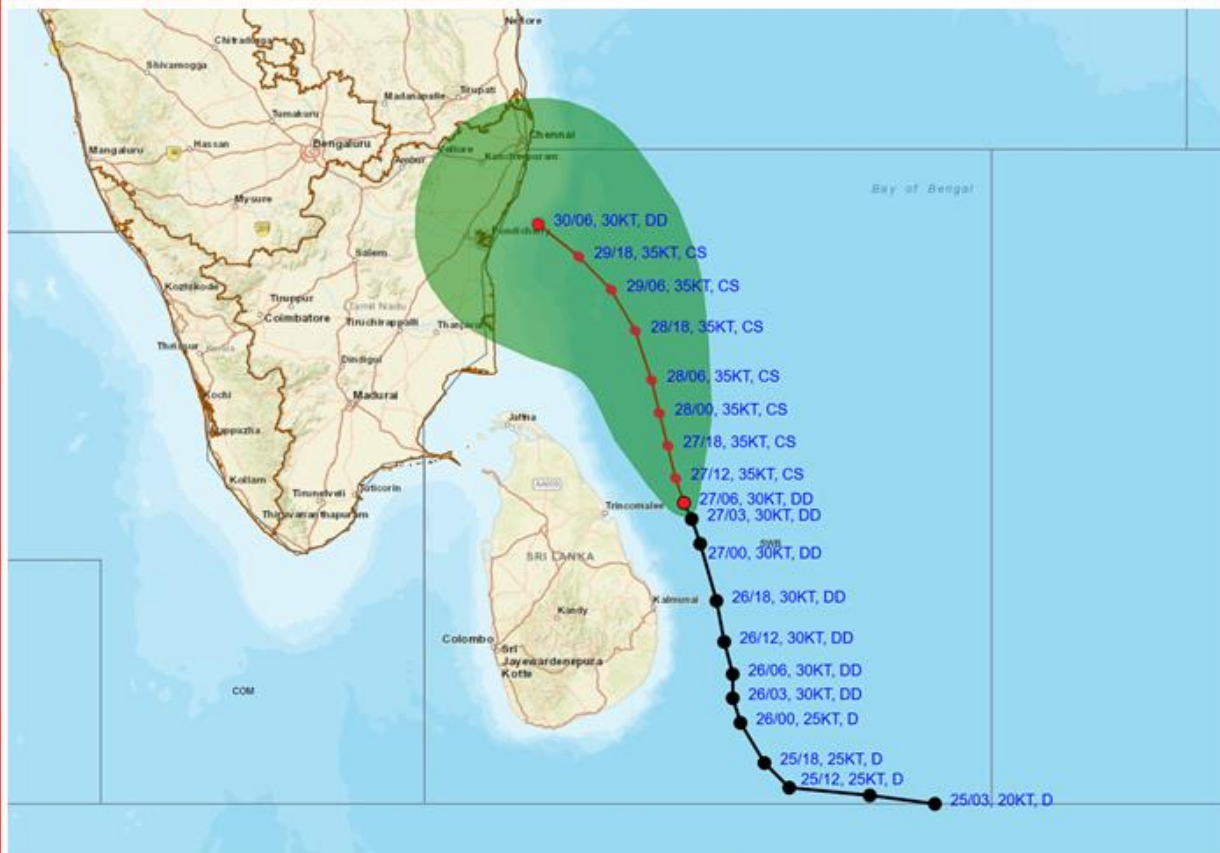 Nellore
Chitradurga
Shivamogga
Madanapalle
Tirupati
Tumakuru
Chennai
Mangaluru
Hassan
Bengaluru
Vellore
Kancheepuram
Ambur
Bay of Bengal
Mysure
30/06, 30KT, DD
29/18, 35KT, CS
Salem
29/06, 35KT, CS
Kozhikode
Tiruppur
Tamil Nadu
Coimbatore
Tiruchirappalli
28/18, 35KT, CS
Kerala
Dindigul
28/06, 35KT, CS
Kochi
Madurai
28/00, 35KT, CS
Jaffna
Alappuzha
27/18, 35KT, CS
Kollam
27/12, 35KT, CS
Tirunelveli
Tuticorin
27/06, 30KT, DD
Trincomalee
Thiruvananthapuram
27/03, 30KT, DD
SWB
27/00, 30KT, DD
SRI LANKA
26/18, 30KT, DD
Kalmunai
Kandy
Colombo
26/12, 30KT, DD
Sri
Jayewardenepura
Kotte
26/06, 30KT, DD
COM
26/03, 30KT, DD
26/00, 25KT, D
25/18, 25KT, D
25/12, 25KT, D
25/03, 20KT, D